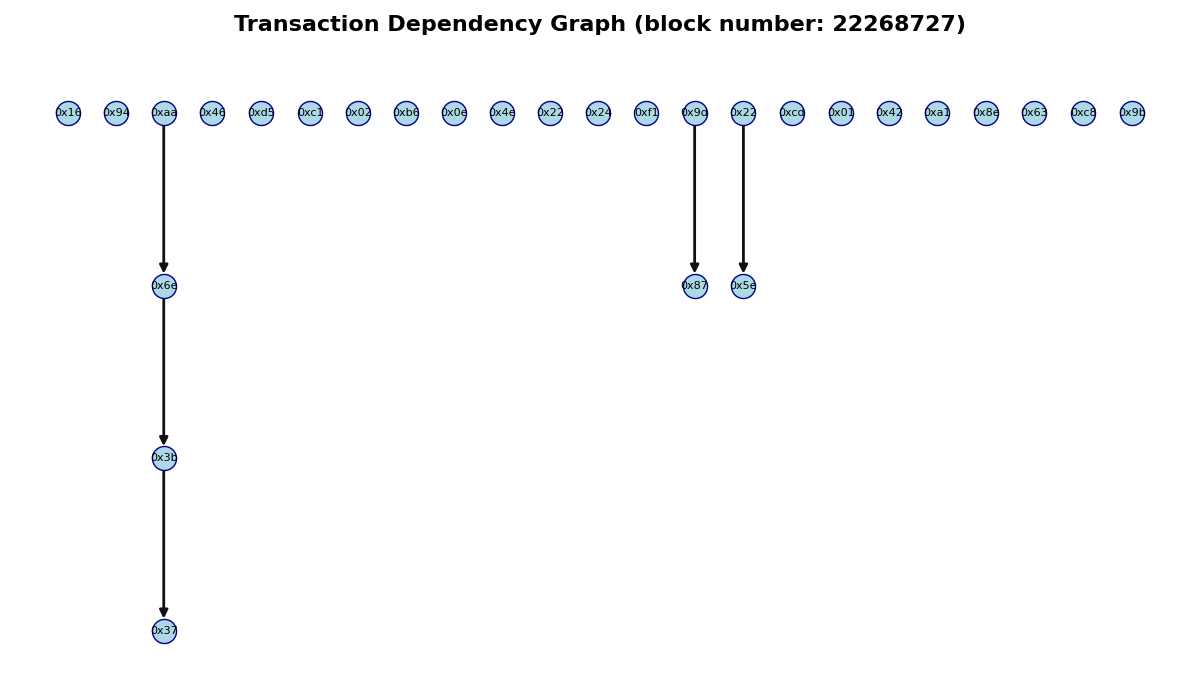 Transaction Dependency Graph (block number: 22268727)
0x16 0x94 0xaa 0x46 0xd5 0xc1 0x02 0xb6 0x0e 0x4e 0x22 0x24 0xf1 0x9d 0x22 0xcd 0x01 0x42 0xa1 0x8e 0x63 0xc8 0x9b
0x6e 0x87 0x5e
0x3b
0x37